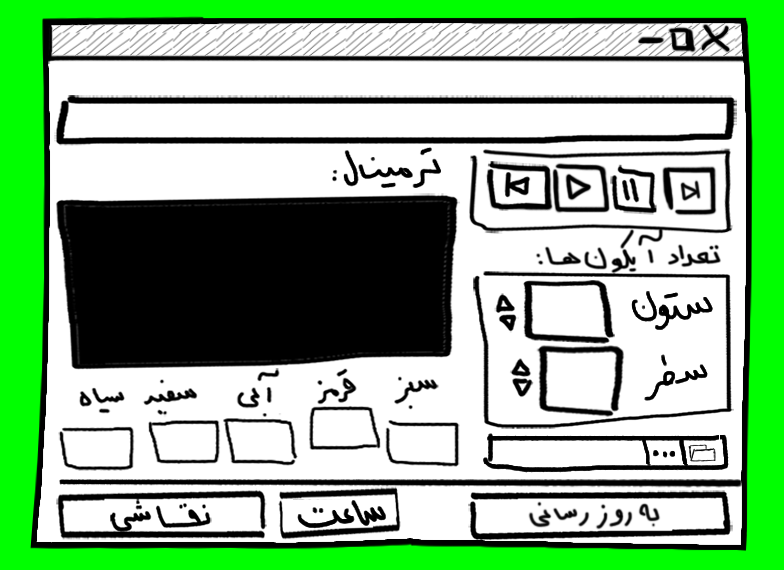 ترمینال:
تعداد آیکون ها:
ستون
سطر
سبز
قرمز
آبی
سفید
سیاه
...
به روز رسانی
ساعت
نقاشی